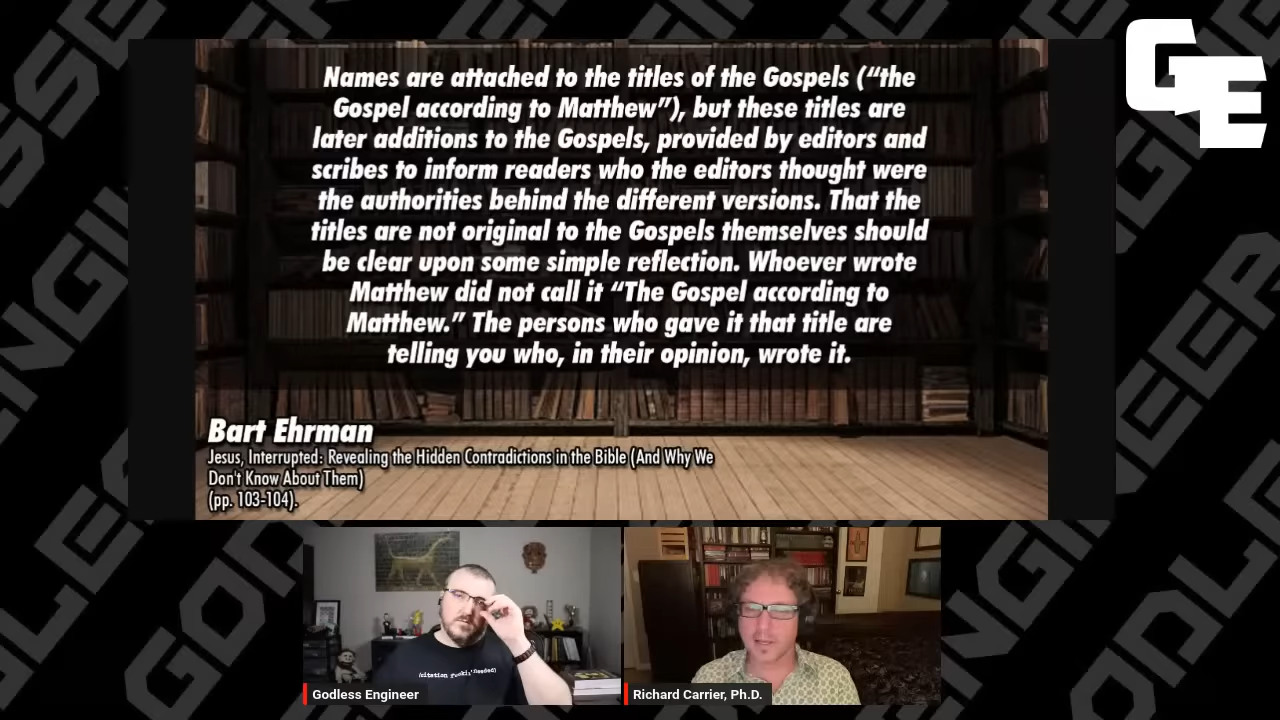 GE
Names are attached to the titles of the Gospels (“the
Gospel according to Matthew”), but these titles are
later additions to the Gospels, provided by editors and
scribes to inform readers who the editors thought were
the authorities behind the different versions. That the
titles are not original to the Gospels themselves should
be clear upon some simple reflection. Whoever wrote
Matthew did not call it “The Gospel according to
Matthew.” The persons who gave it that title are
telling you who, in their opinion, wrote it.
Bart Ehrman
Jesus, Interrupted: Revealing the Hidden Contradictions in the Bible (And Why We
Don't Know About Them)
(pp. 103-104).
Godless Engineer
Richard Carrier, Ph.D.